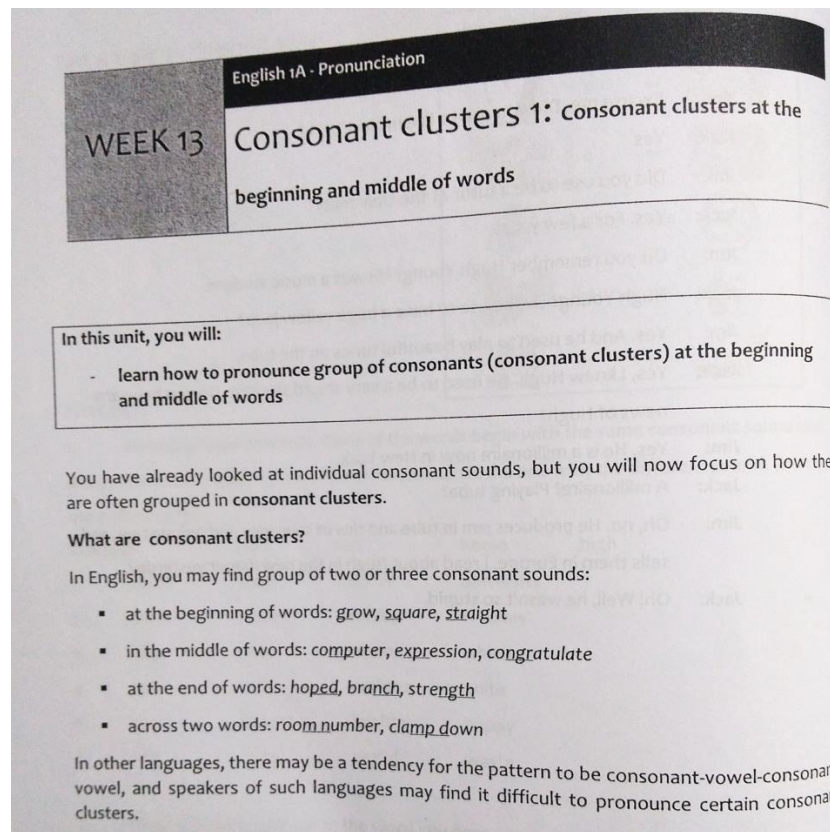 English 1A - Pronunciation
WEEK 13
Consonant clusters 1: Consonant clusters at the
beginning and middle of words
In this unit, you will:
- learn how to pronounce group of consonants (consonant clusters) at the beginning
and middle of words
You have already looked at individual consonant sounds, but you will now focus on how the
are often grouped in consonant clusters.
What are consonant clusters?
In English, you may find group of two or three consonant sounds:
▪ at the beginning of words: grow, square, straight
▪ in the middle of words: computer, expression, congratulate
▪ at the end of words: hoped, branch, strength
▪ across two words: room number, clamp down
In other languages, there may be a tendency for the pattern to be consonant-vowel-consonan
vowel, and speakers of such languages may find it difficult to pronounce certain consona
clusters.